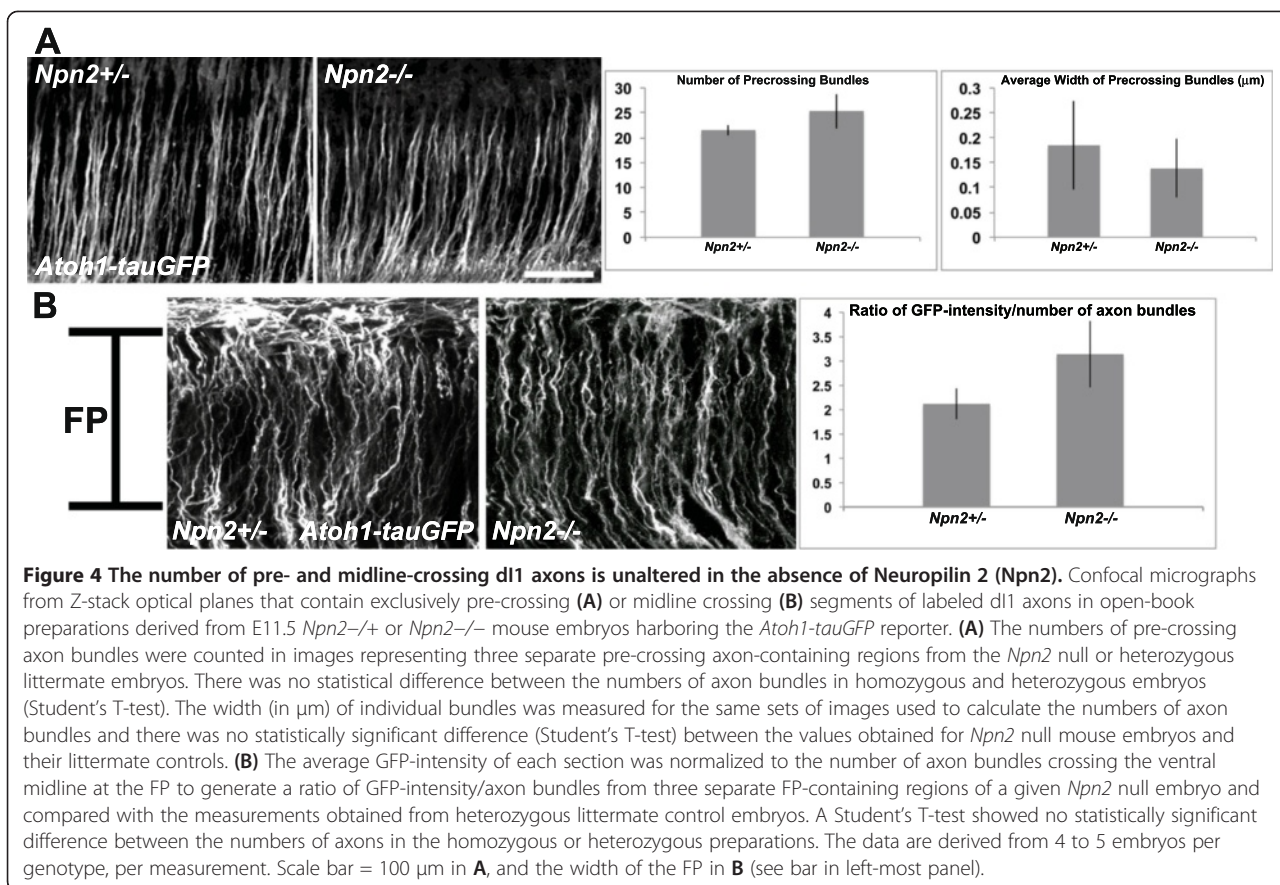 A
Npn2+/-
Npn2-/-
Atoh1-tauGFP
Number of Precrossing Bundles
30
25
20
15
10
5
0
Npn2+/-
Npn2-/-
Average Width of Precrossing Bundles (μm)
0.3
0.25
0.2
0.15
0.1
0.05
0
Npn2+/-
Npn2-/-
B
FP
Npn2+/-
Atoh1-tauGFP
Npn2-/-
Ratio of GFP-intensity/number of axon bundles
4
3.5
3
2.5
2
1.5
1
0.5
0
Npn2+/-
Npn2-/-
Figure 4 The number of pre- and midline-crossing dI1 axons is unaltered in the absence of Neuropilin 2 (Npn2). Confocal micrographs
from Z-stack optical planes that contain exclusively pre-crossing (A) or midline crossing (B) segments of labeled dI1 axons in open-book
preparations derived from E11.5 Npn2−/+ or Npn2−/− mouse embryos harboring the Atoh1-tauGFP reporter. (A) The numbers of pre-crossing
axon bundles were counted in images representing three separate pre-crossing axon-containing regions from the Npn2 null or heterozygous
littermate embryos. There was no statistical difference between the numbers of axon bundles in homozygous and heterozygous embryos
(Student's T-test). The width (in μm) of individual bundles was measured for the same sets of images used to calculate the numbers of axon
bundles and there was no statistically significant difference (Student's T-test) between the values obtained for Npn2 null mouse embryos and
their littermate controls. (B) The average GFP-intensity of each section was normalized to the number of axon bundles crossing the ventral
midline at the FP to generate a ratio of GFP-intensity/axon bundles from three separate FP-containing regions of a given Npn2 null embryo and
compared with the measurements obtained from heterozygous littermate control embryos. A Student's T-test showed no statistically significant
difference between the numbers of axons in the homozygous or heterozygous preparations. The data are derived from 4 to 5 embryos per
genotype, per measurement. Scale bar = 100 μm in A, and the width of the FP in B (see bar in left-most panel).